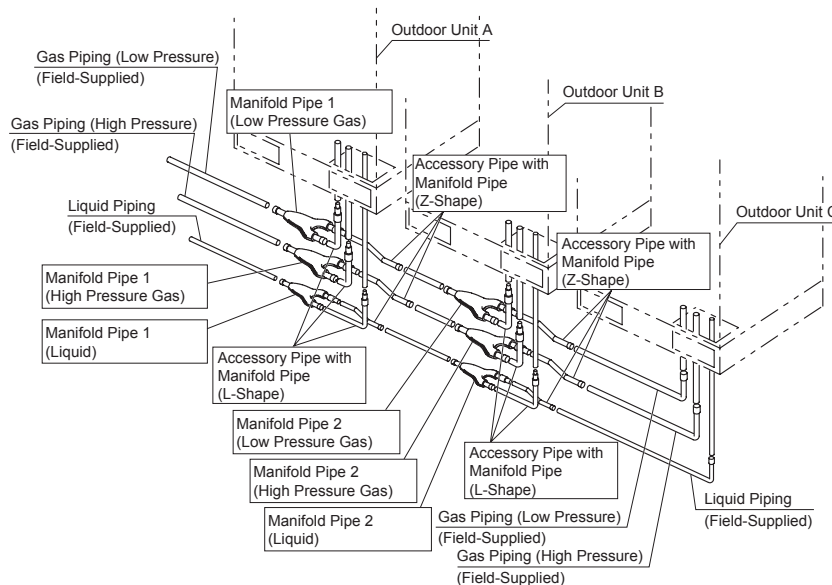 Outdoor Unit A
Gas Piping (Low Pressure)
(Field-Supplied)
Outdoor Unit B
Manifold Pipe 1
(Low Pressure Gas)
Gas Piping (High Pressure)
(Field-Supplied)
Accessory Pipe with
Manifold Pipe
(Z-Shape)
Liquid Piping
(Field-Supplied)
Outdoor Unit C
Accessory Pipe with
Manifold Pipe
(Z-Shape)
Manifold Pipe 1
(High Pressure Gas)
Manifold Pipe 1
(Liquid)
Accessory Pipe with
Manifold Pipe
(L-Shape)
Manifold Pipe 2
(Low Pressure Gas)
Accessory Pipe with
Manifold Pipe
(L-Shape)
Manifold Pipe 2
(High Pressure Gas)
Liquid Piping
(Field-Supplied)
Manifold Pipe 2
(Liquid)
Gas Piping (Low Pressure)
(Field-Supplied)
Gas Piping (High Pressure)
(Field-Supplied)